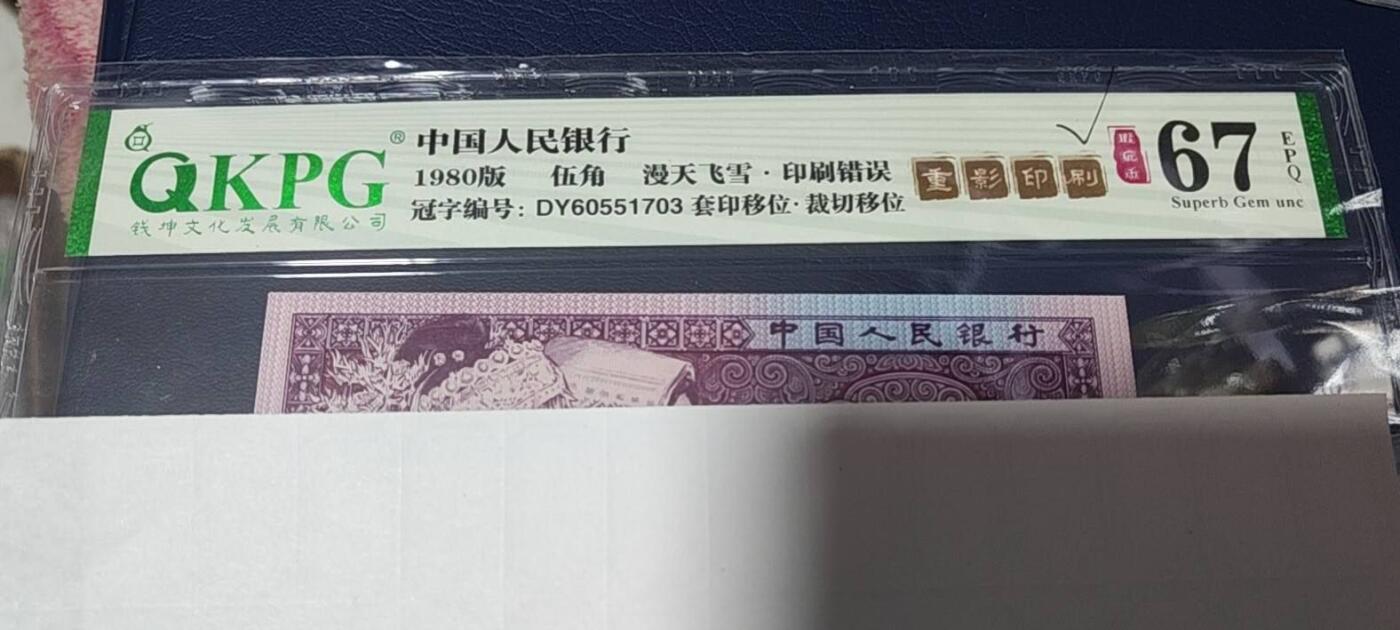 QKPG®
钱坤文化发展有限公司
中国人民银行
1980版 伍角 漫天飞雪·印刷错误
冠字编号: DY60551703 套印移位·裁切移位
重影印刷
瑕疵币
67
EPQ
Superb Gem unc
中国人民银行